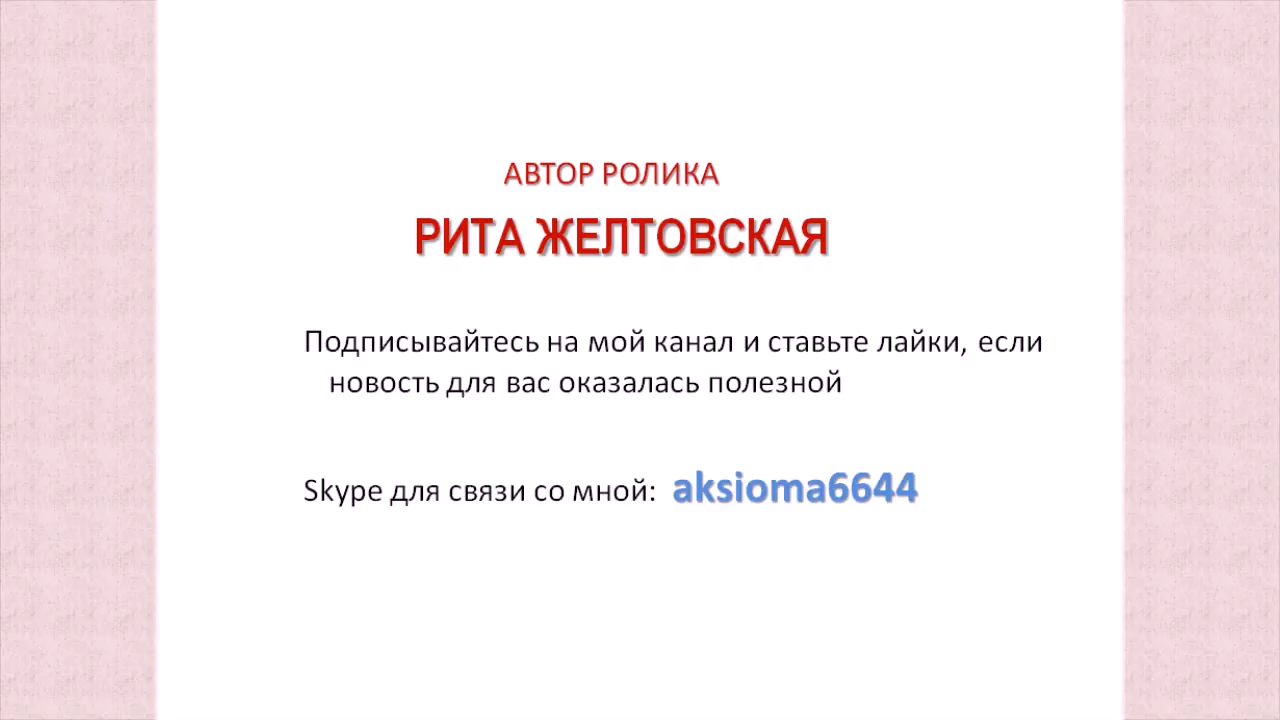 АВТОР РОЛИКА
РИТА ЖЕЛТОВСКАЯ
Подписывайтесь на мой канал и ставьте лайки, если
новость для вас оказалась полезной
Skype для связи со мной: aksioma6644